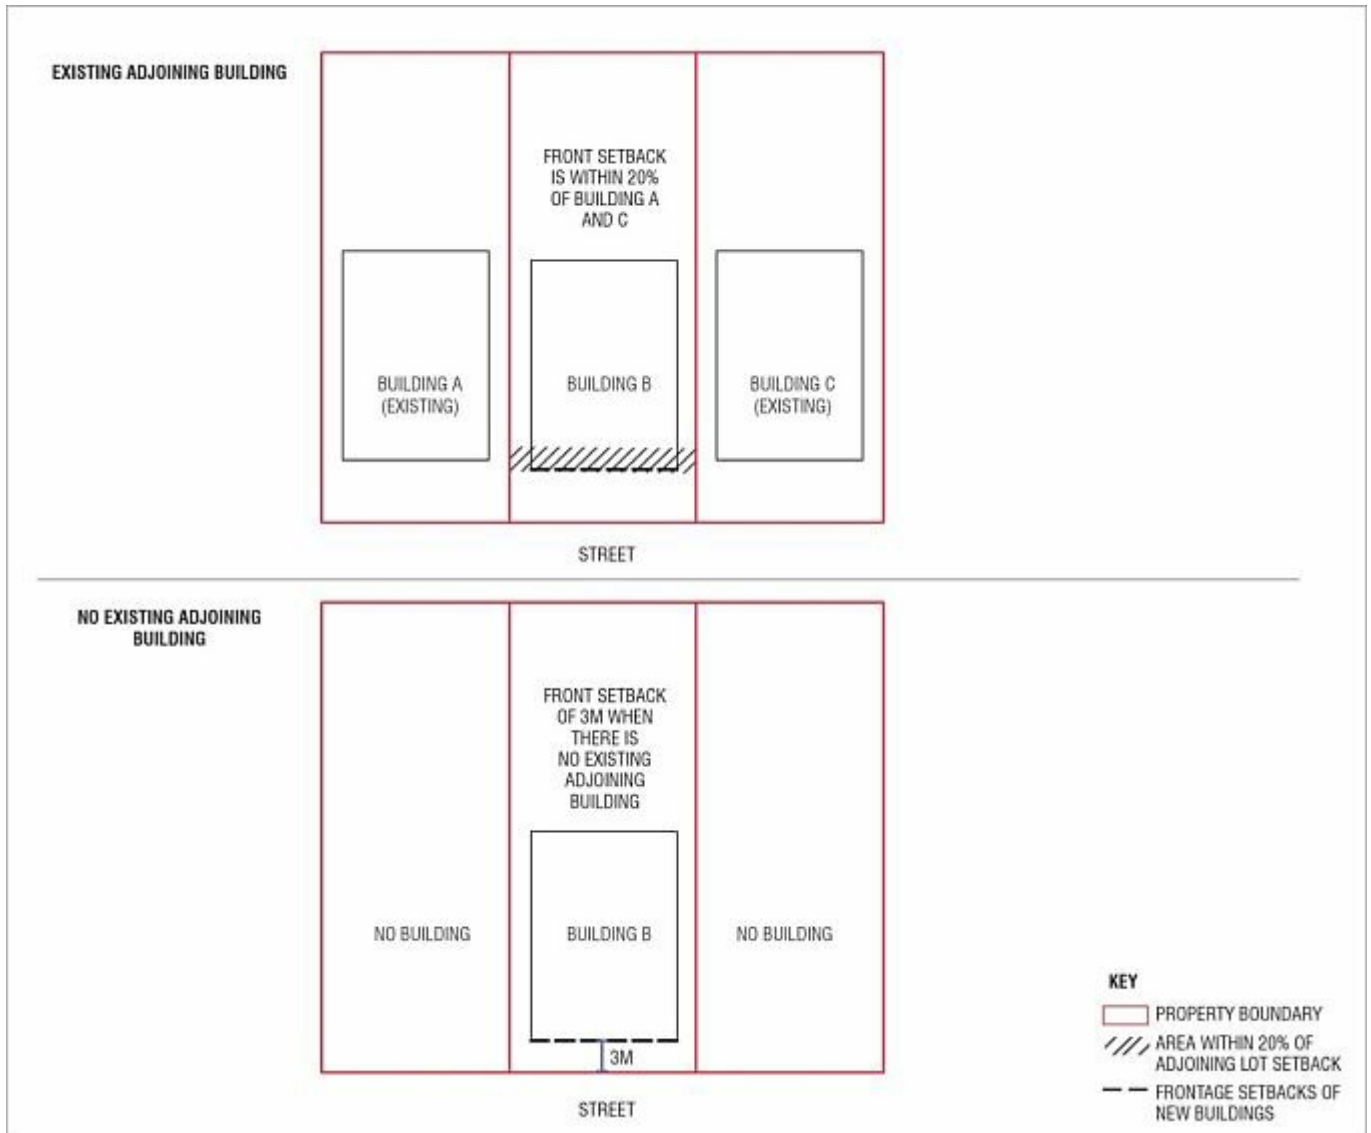 EXISTING ADJOINING BUILDING
FRONT SETBACK
IS WITHIN 20%
OF BUILDING A
AND C
BUILDING A
(EXISTING)
BUILDING B
BUILDING C
(EXISTING)
STREET
NO EXISTING ADJOINING
BUILDING
FRONT SETBACK
OF 3M WHEN
THERE IS
NO EXISTING
ADJOINING
BUILDING
NO BUILDING
BUILDING B
NO BUILDING
3M
STREET
KEY
PROPERTY BOUNDARY
AREA WITHIN 20% OF
ADJOINING LOT SETBACK
FRONTAGE SETBACKS OF
NEW BUILDINGS